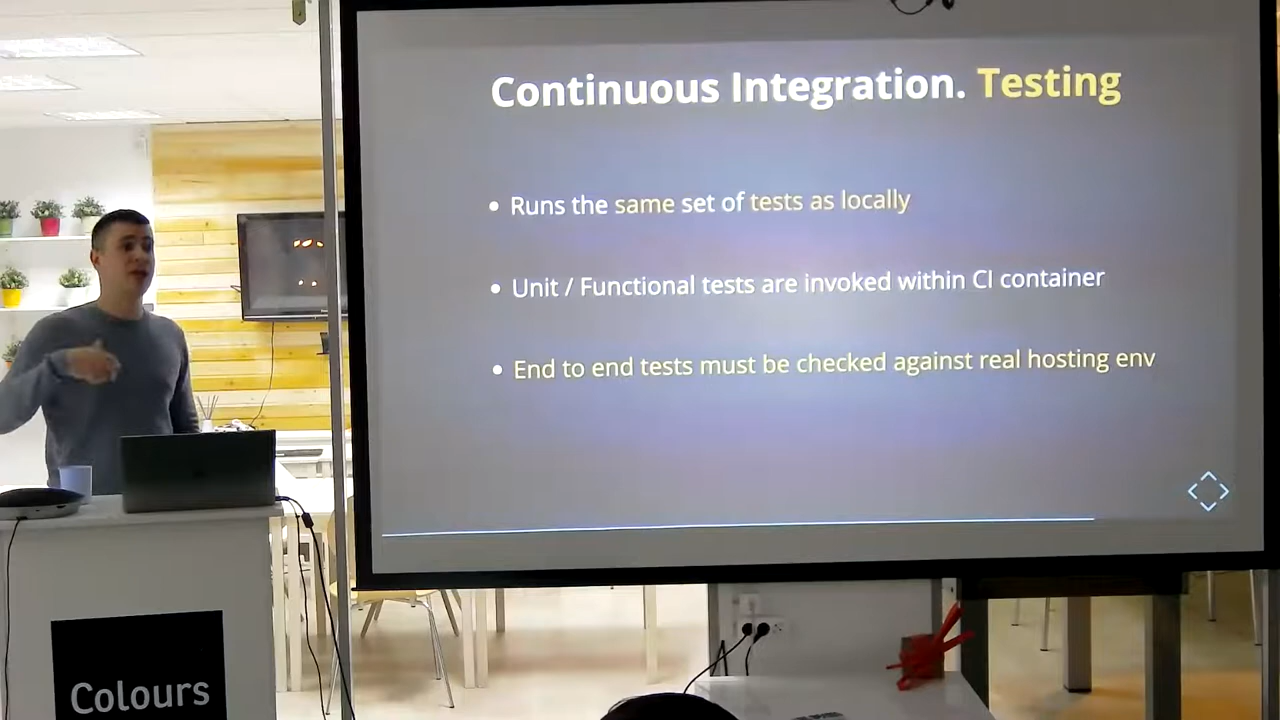 Continuous Integration. Testing
Runs the same set of tests as locally
Unit / Functional tests are invoked within CI container
End to end tests must be checked against real hosting env
Colours